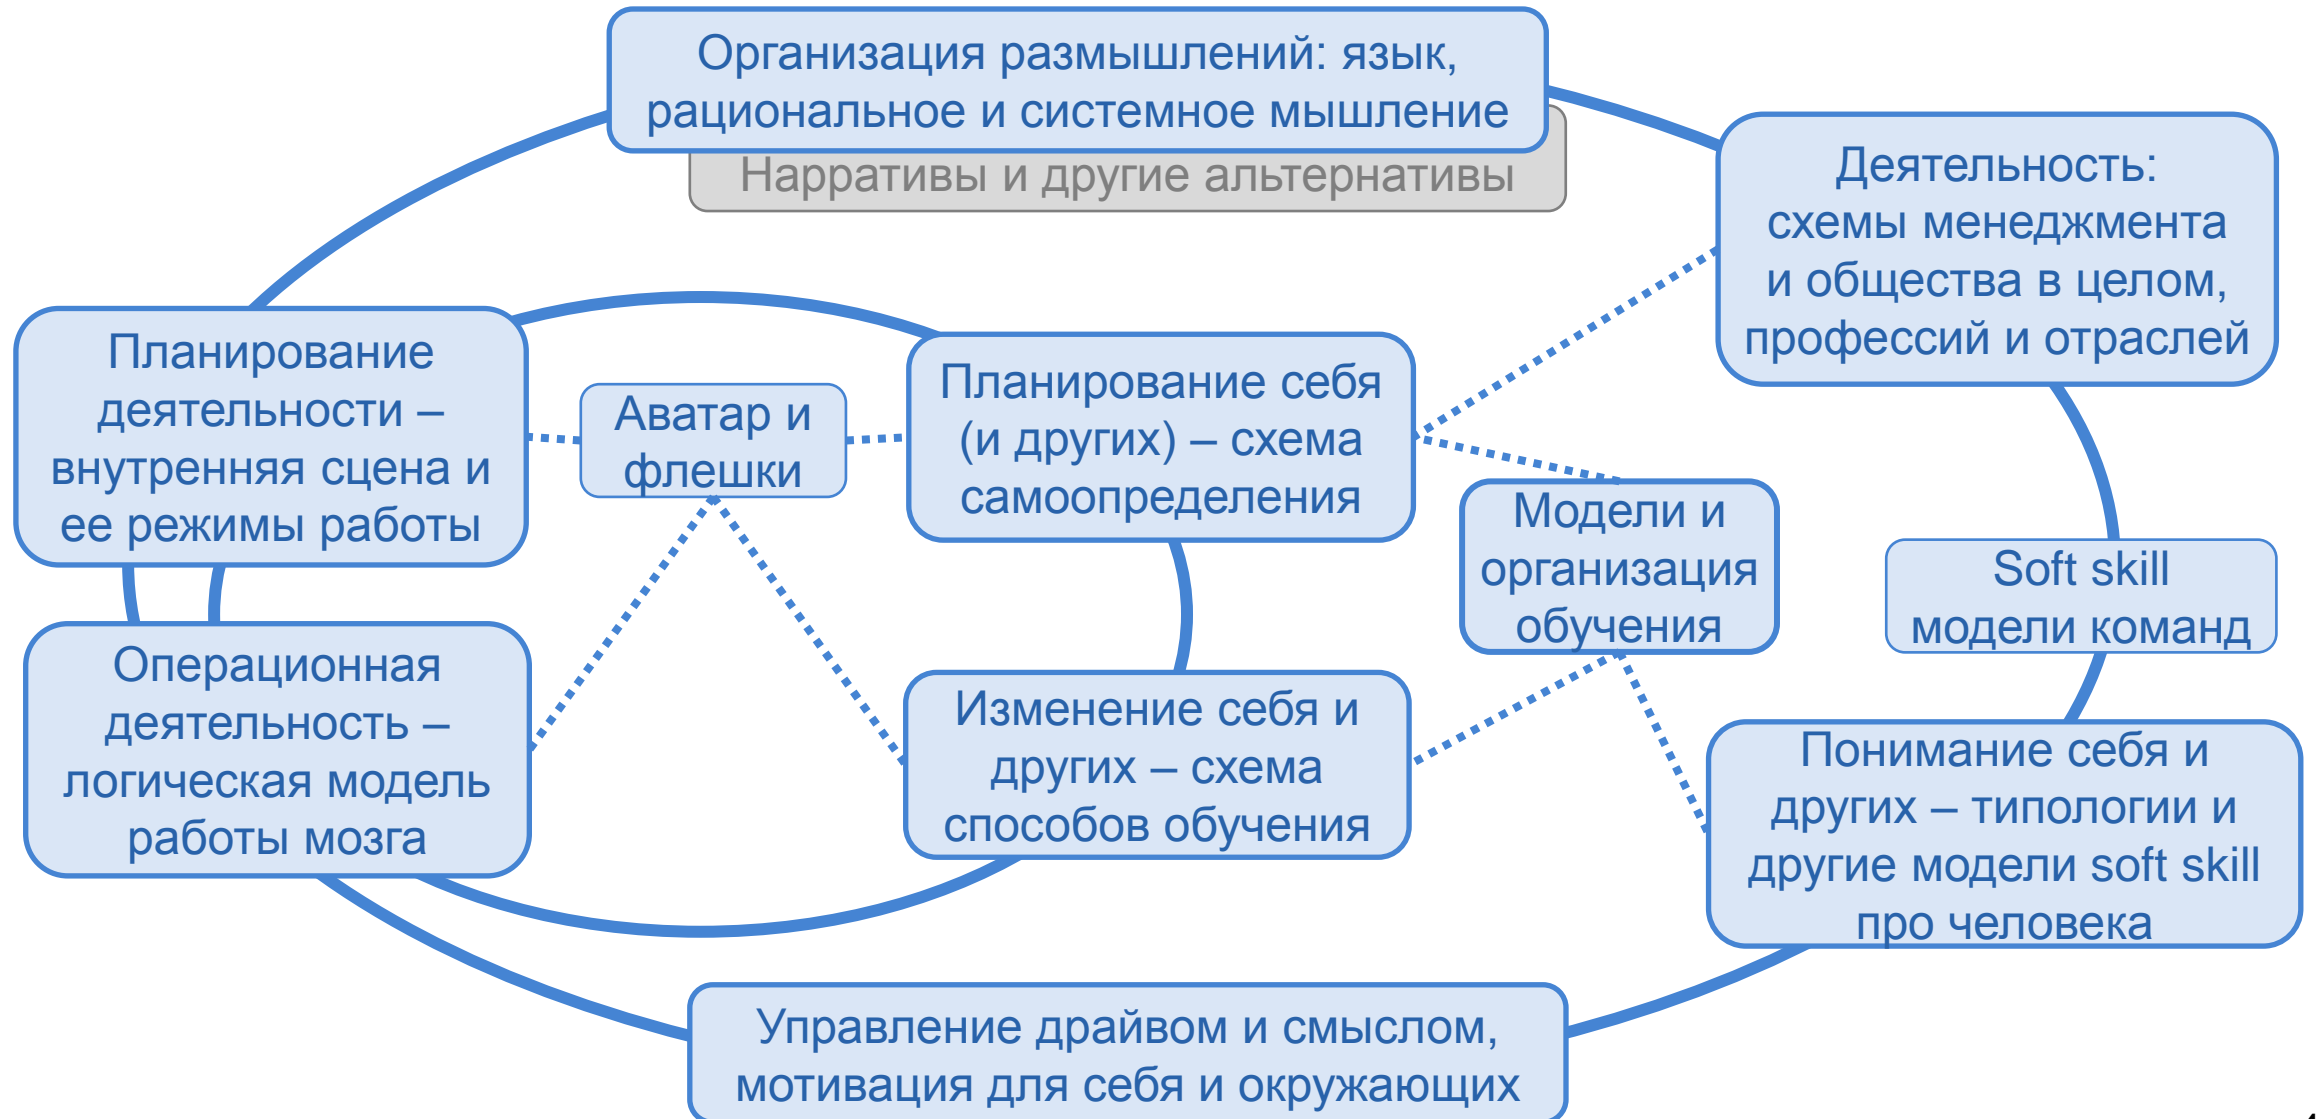 Организация размышлений: язык,
рациональное и системное мышление
Нарративы и другие альтернативы
Деятельность:
схемы менеджмента
и общества в целом,
профессий и отраслей
Планирование
деятельности –
внутренняя сцена и
ее режимы работы
Аватар и
флешки
Планирование себя
(и других) – схема
самоопределения
Модели и
организация
обучения
Soft skill
модели команд
Операционная
деятельность –
логическая модель
работы мозга
Изменение себя и
других – схема
способов обучения
Понимание себя и
других – типологии и
другие модели soft skill
про человека
Управление драйвом и смыслом,
мотивация для себя и окружающих